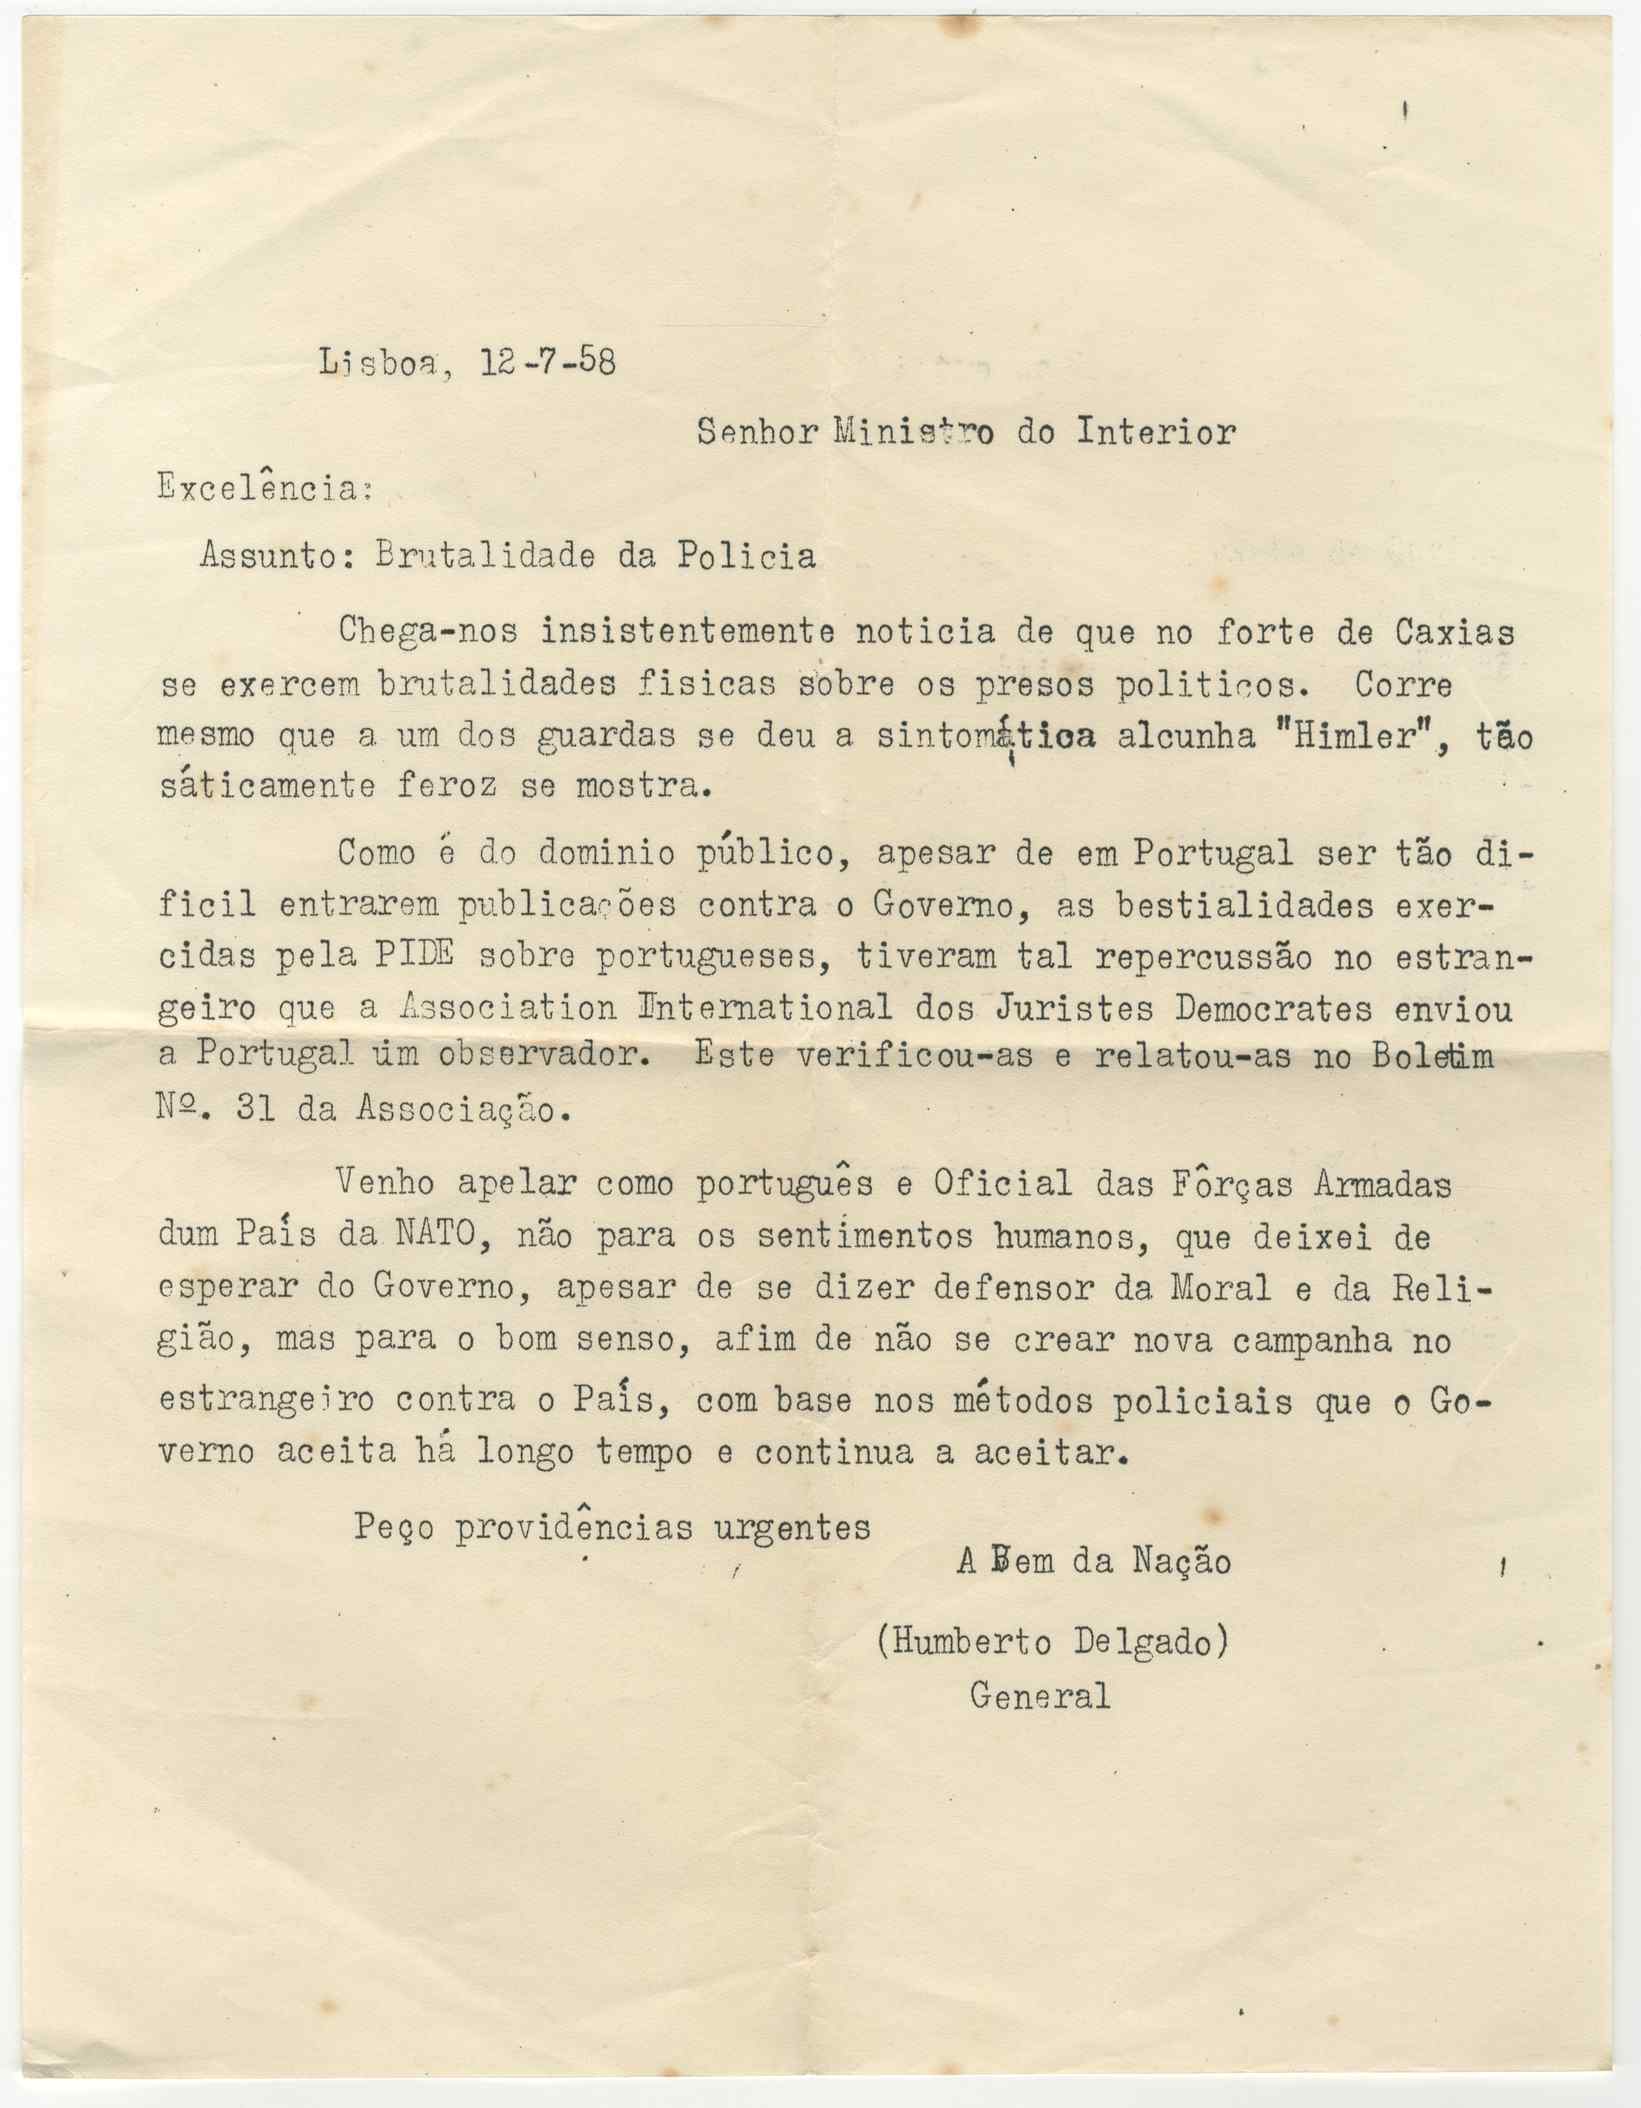 Lisboa, 12-7-58
Senhor Ministro do Interior
Excelência:
Assunto: Brutalidade da Policia
Chega-nos insistentemente noticia de que no forte de Caxias
se exercem brutalidades fisicas sobre os presos politicos. Corre
mesmo que a um dos guardas se deu a sintomática alcunha "Himler", tão
sáticamente feroz se mostra.
Como é do dominio público, apesar de em Portugal ser tão di-
ficil entrarem publicações contra o Governo, as bestialidades exer-
cidas pela PIDE sobre portugueses, tiveram tal repercussão no estran-
geiro que a Association International dos Juristes Democrates enviou
a Portugal um observador. Este verificou-as e relatou-as no Boletim
Nº. 31 da Associação.
Venho apelar como português e Oficial das Fôrças Armadas
dum País da NATO, não para os sentimentos humanos, que deixei de
esperar do Governo, apesar de se dizer defensor da Moral e da Reli-
gião, mas para o bom senso, afim de não se crear nova campanha no
estrangeiro contra o País, com base nos métodos policiais que o Go-
verno aceita há longo tempo e continua a aceitar.
Peço providências urgentes
A Bem da Nação
(Humberto Delgado)
General